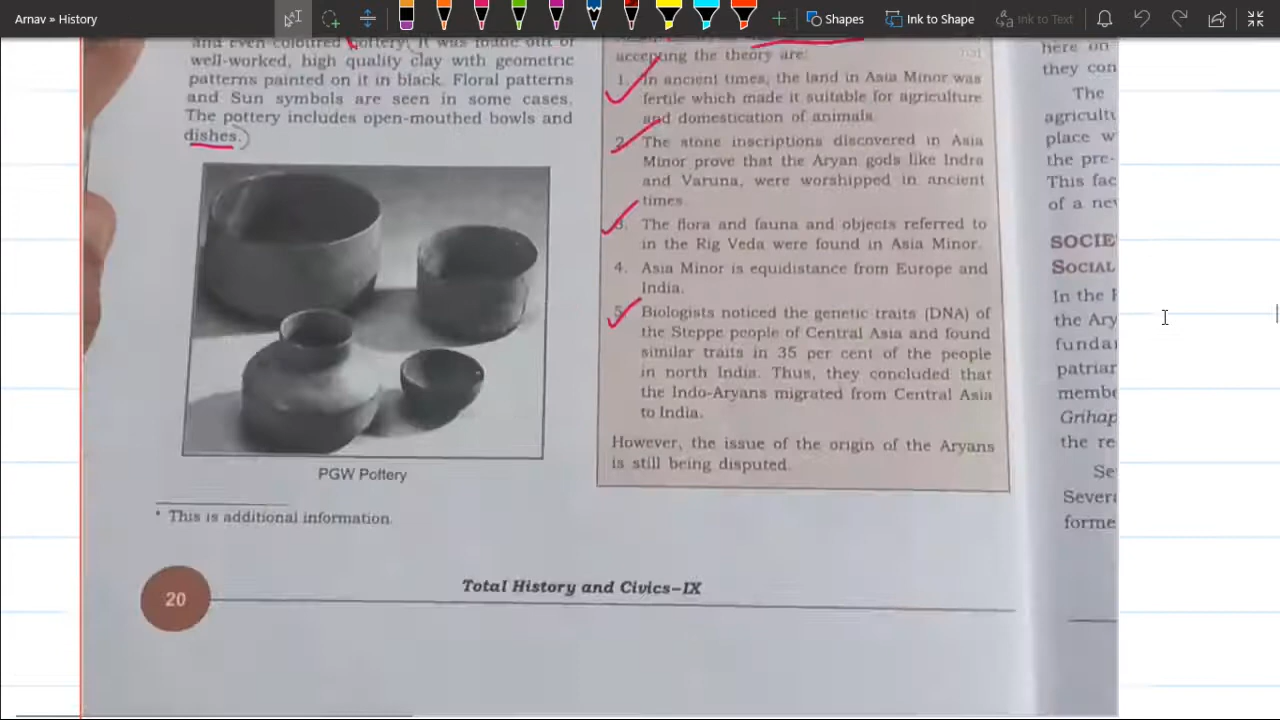 Arnav » History
Shapes
Ink to Shape
Ink to Text
and even coloured pottery. It was made out of
well-worked, high quality clay with geometric
patterns painted on it in black. Floral patterns
and Sun symbols are seen in some cases.
The pottery includes open-mouthed bowls and
dishes.
PGW Pottery
* This is additional information.
accepting the theory are:
1. In ancient times, the land in Asia Minor was
fertile which made it suitable for agriculture
and domestication of animals.
2. The stone inscriptions discovered in Asia
Minor prove that the Aryan gods like Indra
and Varuna, were worshipped in ancient
times.
3. The flora and fauna and objects referred to
in the Rig Veda were found in Asia Minor.
4. Asia Minor is equidistance from Europe and
India.
5. Biologists noticed the genetic traits (DNA) of
the Steppe people of Central Asia and found
similar traits in 35 per cent of the people
in north India. Thus, they concluded that
the Indo-Aryans migrated from Central Asia
to India.
However, the issue of the origin of the Aryans
is still being disputed.
20
Total History and Civics–IX
here on
they con
The
agricultu
place w
the pre-
This fac
of a nev
SOCIE
SOCIAL
In the R
the Ary
fundar
patriar
membe
Grihap
the re
Se
Severa
forme